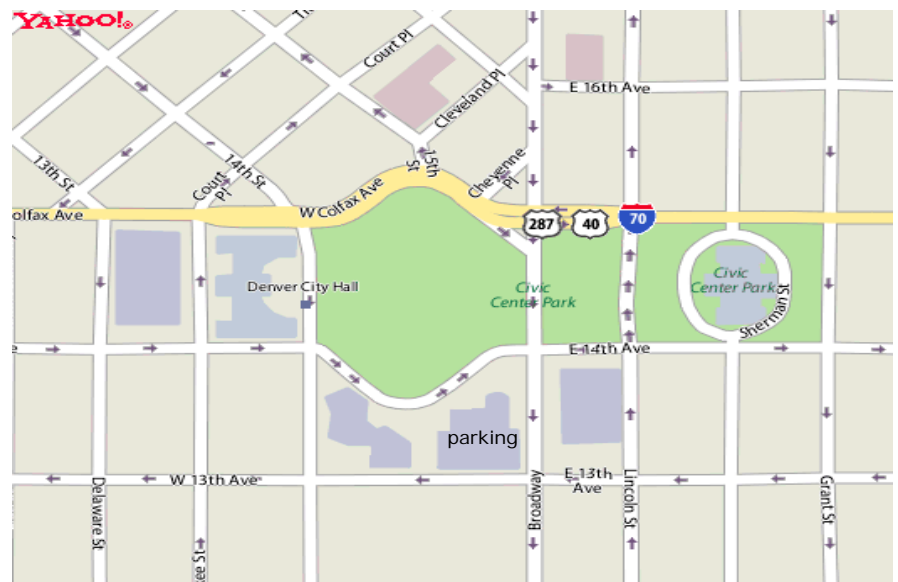 YAHOO!®
Court Pl
Cleveland Pl
E 16th Ave
15th
St
13th St
14th St
Court
Pl
Cheyenne
Pl
W Colfax Ave
olfax Ave
287
40
70
Denver City Hall
Civic
Center Park
Civic
Center Park
Sherman St
E 14th Ave
parking
W 13th Ave
E 13th
Ave
Delaware St
Broadway
Lincoln St
Grant St